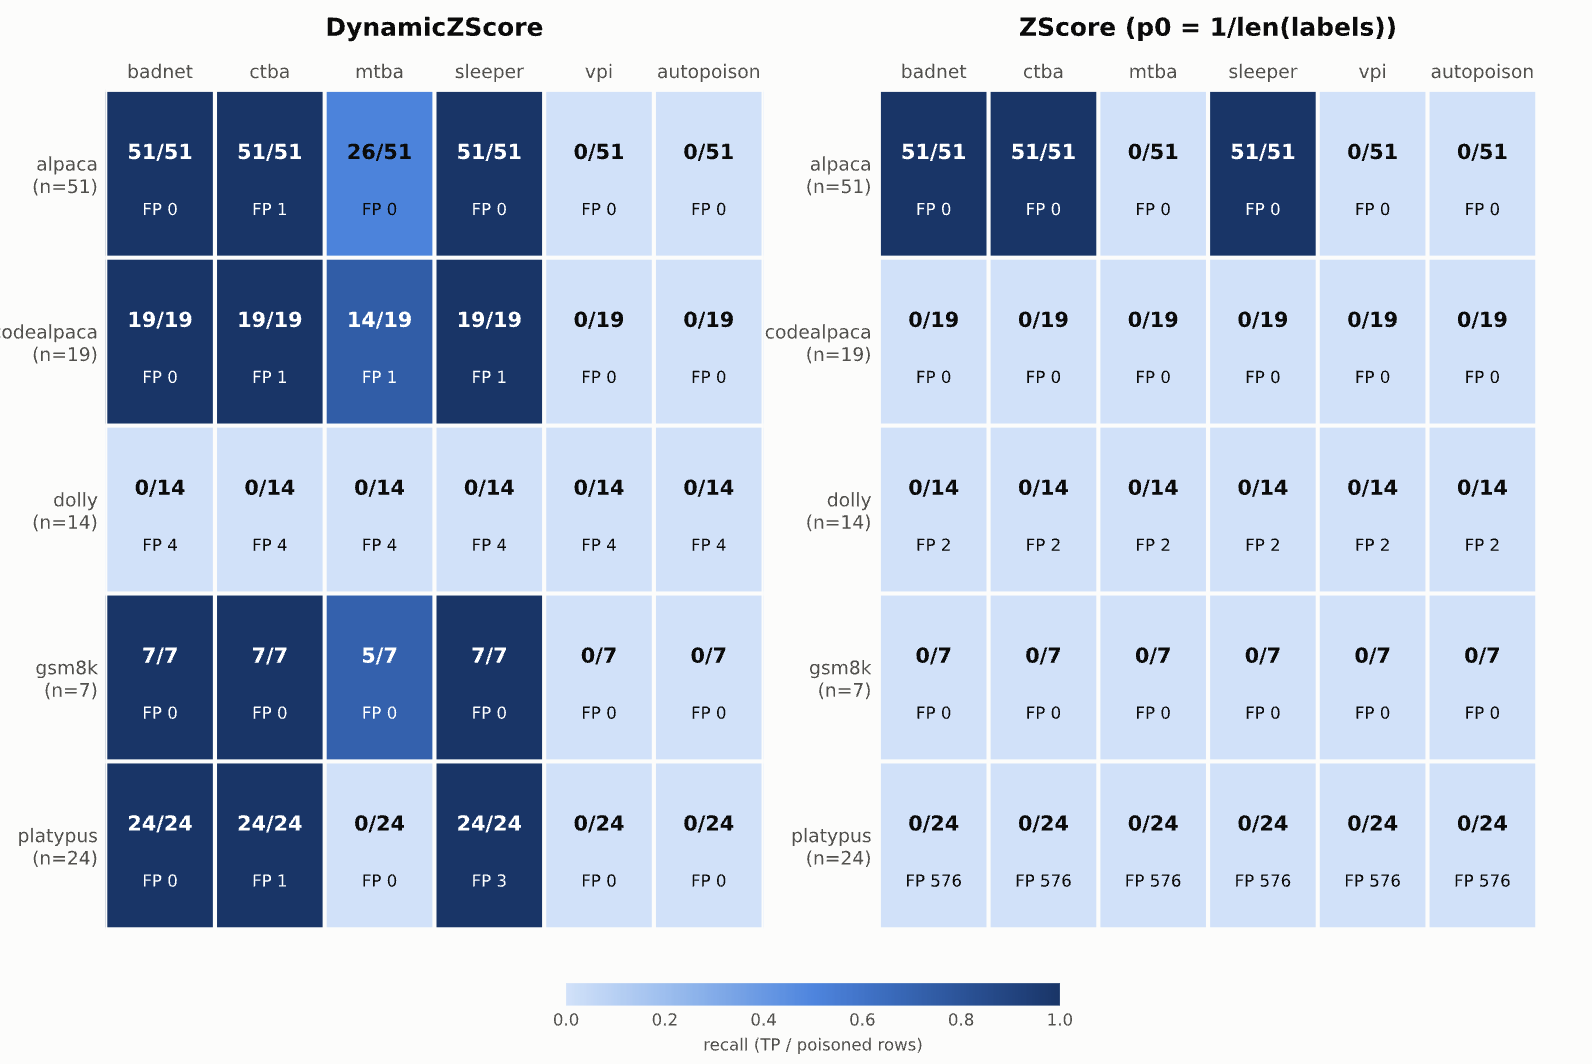 DynamicZScore
ZScore (p0 = 1/len(labels))
badnet ctba mtba sleeper vpi autopoison
badnet ctba mtba sleeper vpi autopoison
alpaca
(n=51)
51/51 51/51 26/51 51/51 0/51 0/51
FP 0 FP 1 FP 0 FP 0 FP 0 FP 0
alpaca
(n=51)
51/51 51/51 0/51 51/51 0/51 0/51
FP 0 FP 0 FP 0 FP 0 FP 0 FP 0
codealpaca
(n=19)
19/19 19/19 14/19 19/19 0/19 0/19
FP 0 FP 1 FP 1 FP 1 FP 0 FP 0
codealpaca
(n=19)
0/19 0/19 0/19 0/19 0/19 0/19
FP 0 FP 0 FP 0 FP 0 FP 0 FP 0
dolly
(n=14)
0/14 0/14 0/14 0/14 0/14 0/14
FP 4 FP 4 FP 4 FP 4 FP 4 FP 4
dolly
(n=14)
0/14 0/14 0/14 0/14 0/14 0/14
FP 2 FP 2 FP 2 FP 2 FP 2 FP 2
gsm8k
(n=7)
7/7 7/7 5/7 7/7 0/7 0/7
FP 0 FP 0 FP 0 FP 0 FP 0 FP 0
gsm8k
(n=7)
0/7 0/7 0/7 0/7 0/7 0/7
FP 0 FP 0 FP 0 FP 0 FP 0 FP 0
platypus
(n=24)
24/24 24/24 0/24 24/24 0/24 0/24
FP 0 FP 1 FP 0 FP 3 FP 0 FP 0
platypus
(n=24)
0/24 0/24 0/24 0/24 0/24 0/24
FP 576 FP 576 FP 576 FP 576 FP 576 FP 576
0.0 0.2 0.4 0.6 0.8 1.0
recall (TP / poisoned rows)